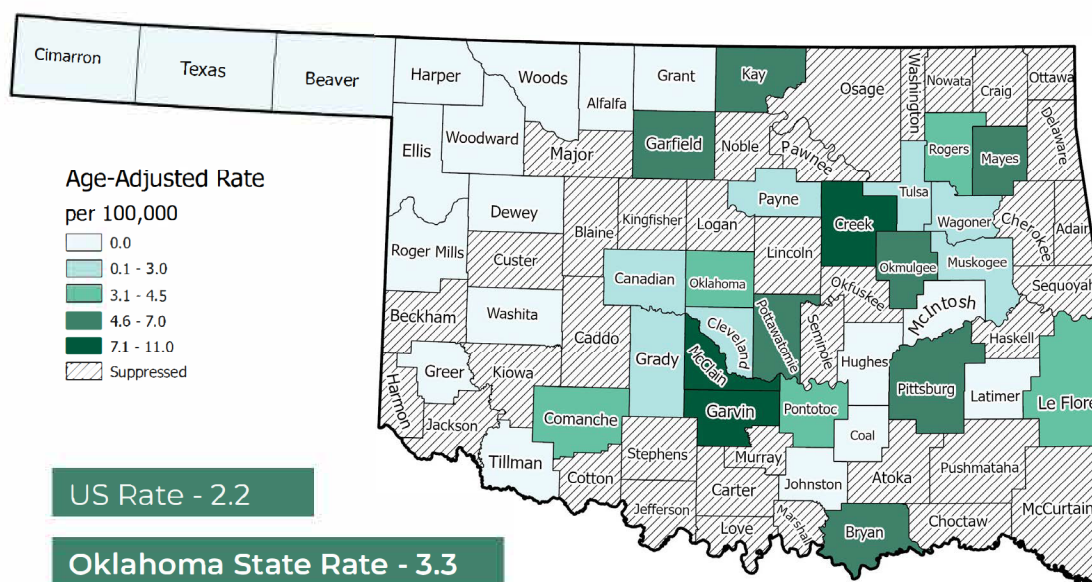 Cimarron
Texas
Beaver
Harper
Woods
Alfalfa
Grant
Kay
Osage
Washington
Nowata
Craig
Ottawa
Delaware
Ellis
Woodward
Major
Garfield
Noble
Pawnee
Rogers
Mayes
Age-Adjusted Rate
per 100,000
0.0
0.1 - 3.0
3.1 - 4.5
4.6 - 7.0
7.1 - 11.0
Suppressed
Dewey
Blaine
Kingfisher
Logan
Payne
Creek
Tulsa
Wagoner
Cherokee
Adair
Roger Mills
Custer
Canadian
Oklahoma
Lincoln
Okmulgee
Muskogee
Okfuskee
Sequoyah
McIntosh
Beckham
Washita
Caddo
Grady
Cleveland
McClain
Pottawatomie
Seminole
Hughes
Haskell
Pittsburg
Latimer
Le Flore
Harmon
Greer
Kiowa
Jackson
Comanche
Garvin
Pontotoc
Coal
Tillman
Cotton
Stephens
Murray
Carter
Johnston
Atoka
Pushmataha
McCurtain
Jefferson
Love
Marshall
Bryan
Choctaw
US Rate - 2.2
Oklahoma State Rate - 3.3